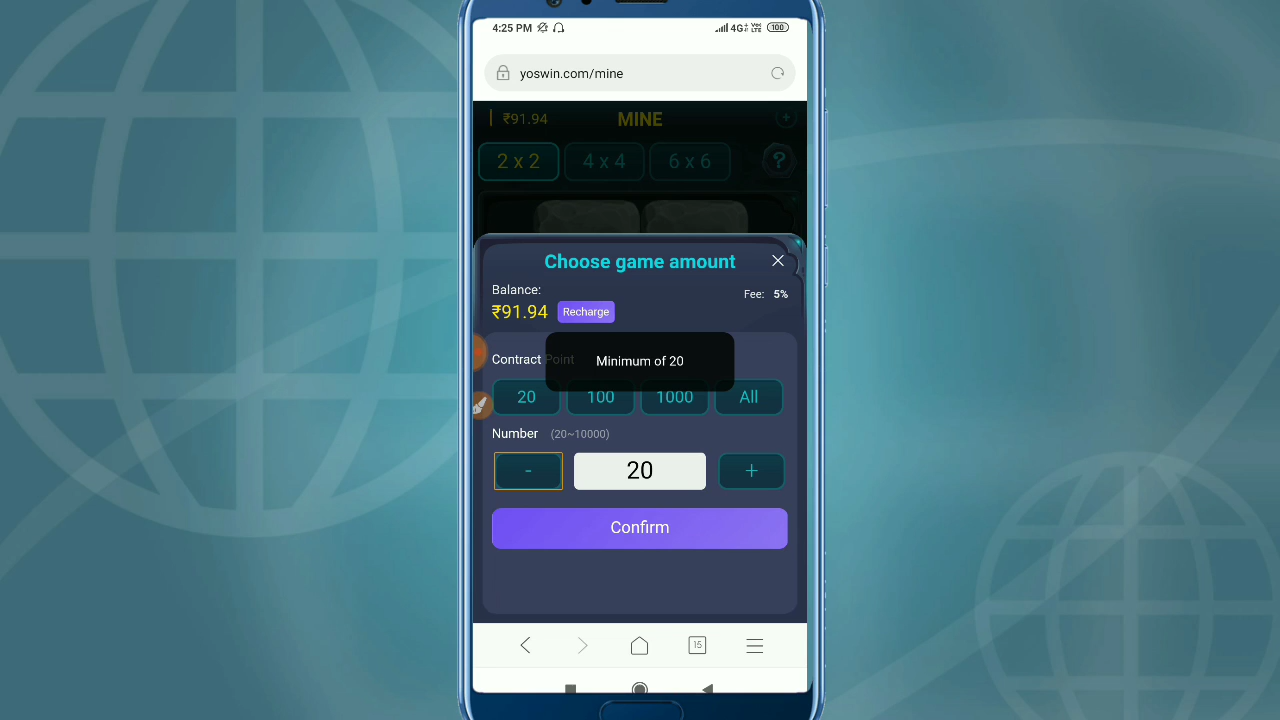 4:25 PM 4G+ Vo LTE 100
yoswin.com/mine
₹91.94 MINE +
2 x 2 4 x 4 6 x 6 ?
Choose game amount
Balance:
Fee: 5%
₹91.94 Recharge
Contract Point
Minimum of 20
20 100 1000 All
Number (20~10000)
- 20 +
Confirm
15